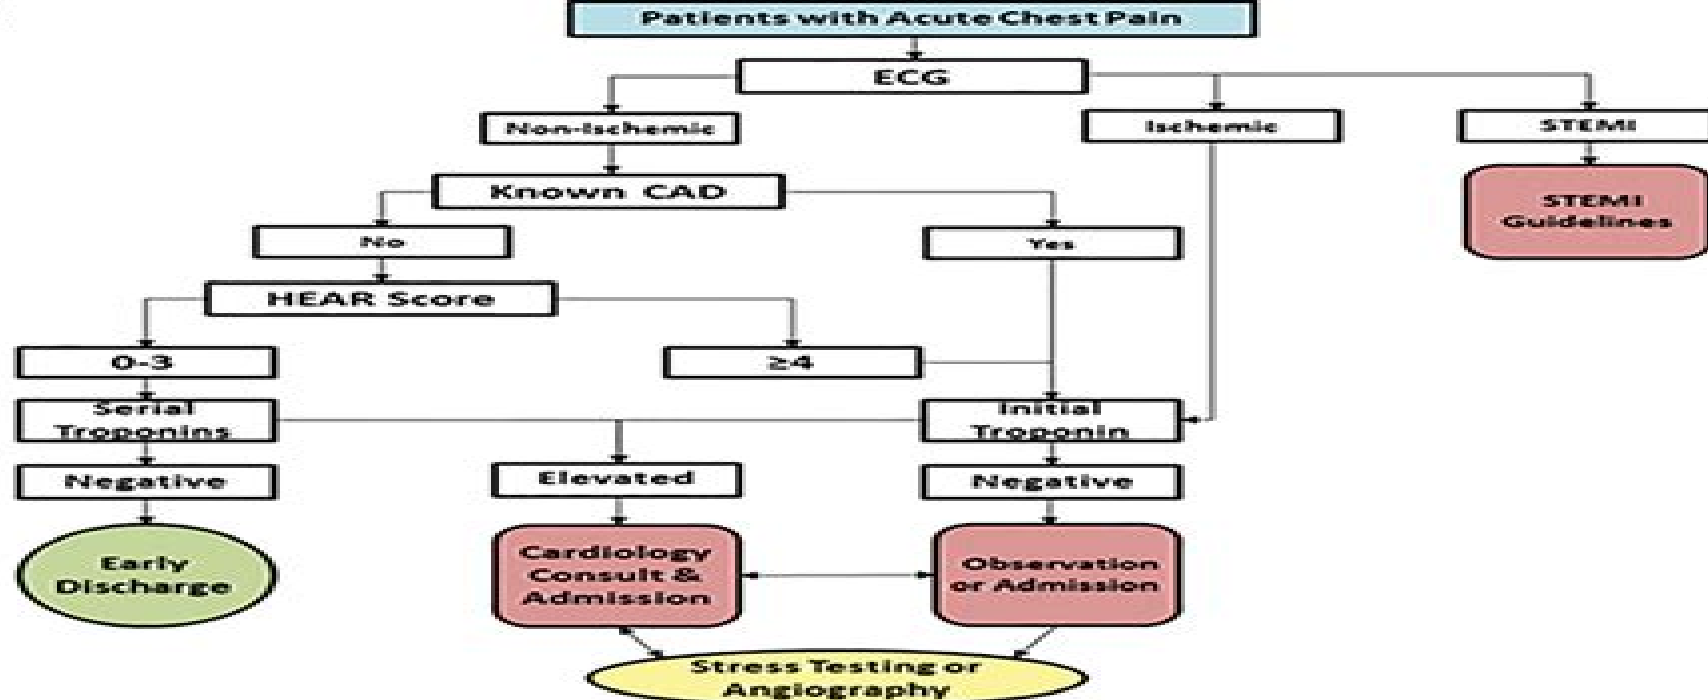 Patients with Acute Chest Pain
ECG
Non-Ischemic
Ischemic
STEMI
Known CAD
STEMI
Guidelines
No
Yes
HEAR Score
0-3
≥4
Serial
Troponins
Initial
Troponin
Negative
Elevated
Negative
Early
Discharge
Cardiology
Consult &
Admission
Observation
or Admission
Stress Testing or
Angiography